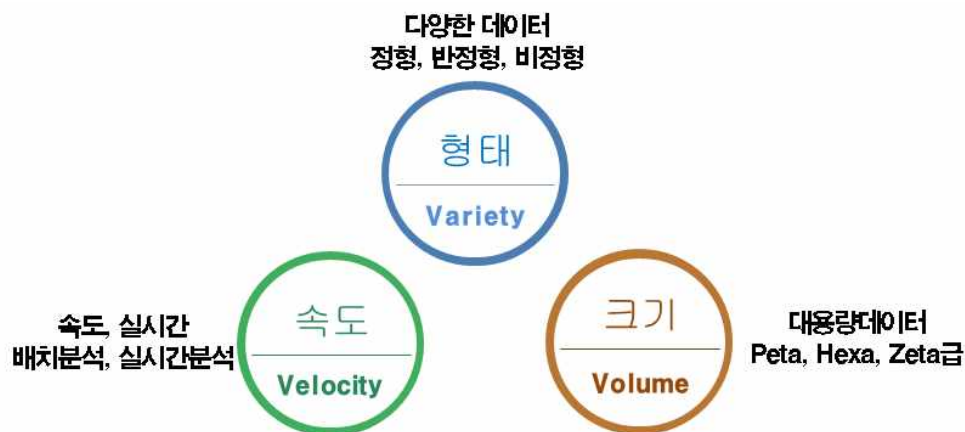 다양한 데이터
정형, 반정형, 비정형
형태
Variety
속도, 실시간
배치분석, 실시간분석
속도
Velocity
크기
Volume
대용량데이터
Peta, Hexa, Zeta급